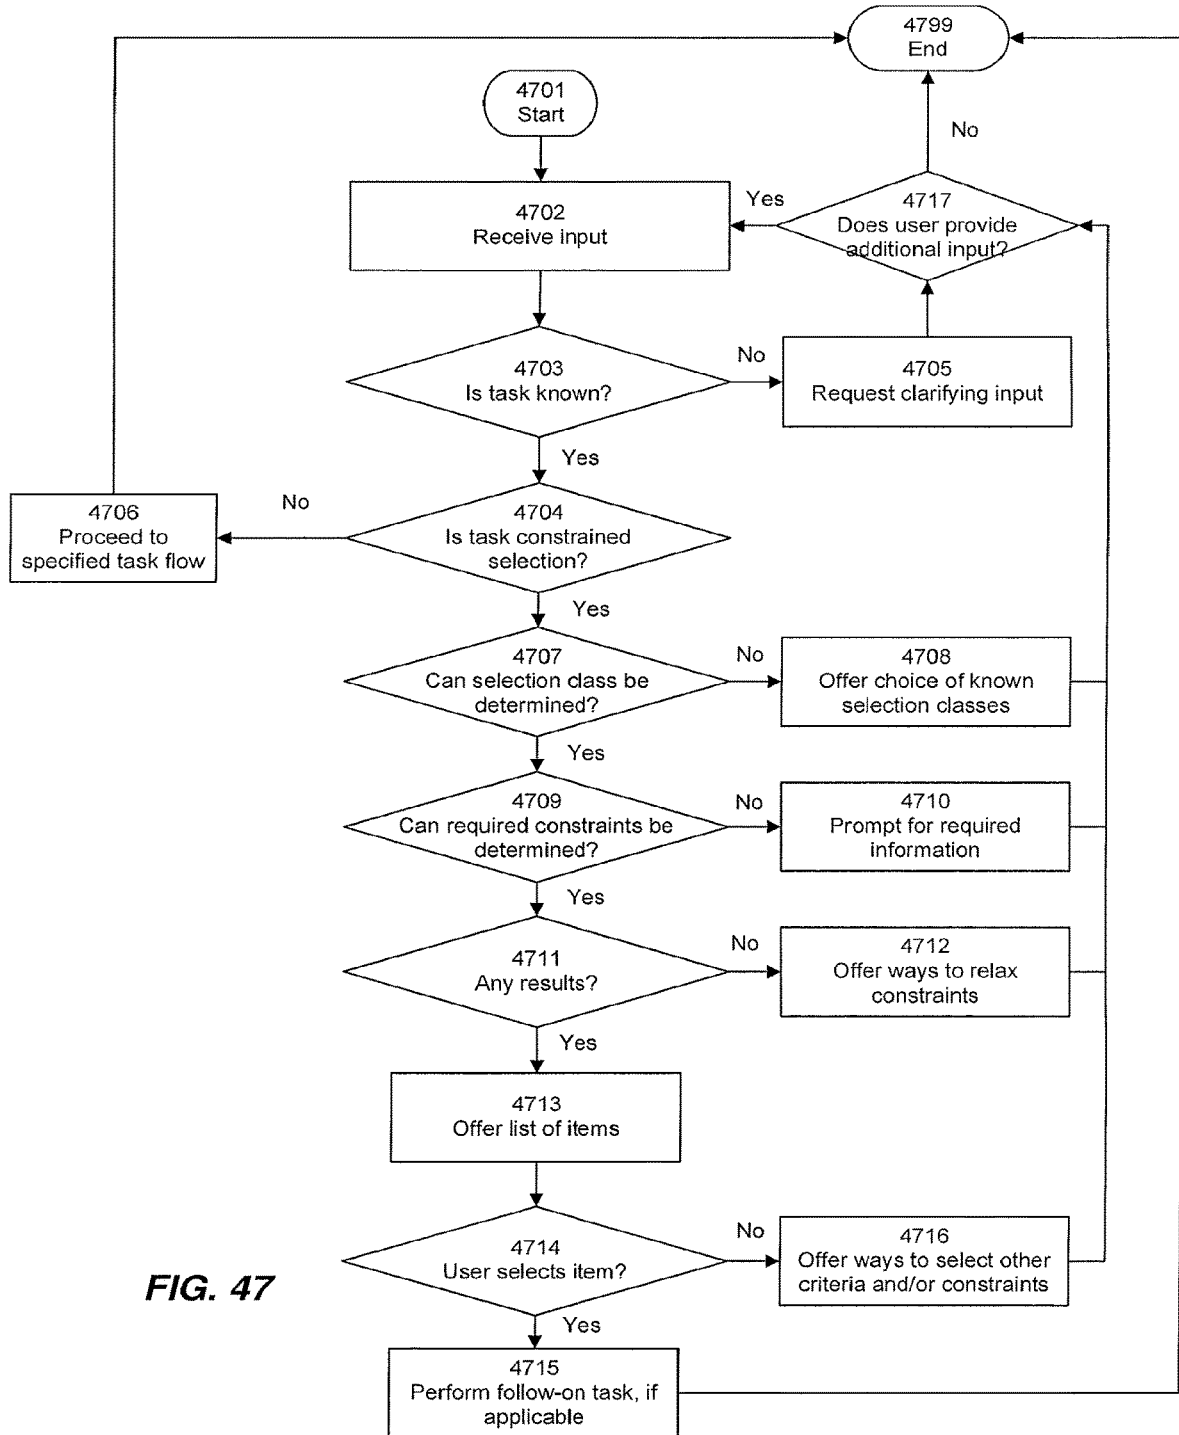 4799
End
4701
Start
No
4717
Does user provide
additional input?
Yes
4702
Receive input
4703
Is task known?
No
4705
Request clarifying input
Yes
4704
Is task constrained
selection?
No
4706
Proceed to
specified task flow
Yes
4707
Can selection class be
determined?
No
4708
Offer choice of known
selection classes
Yes
4709
Can required constraints be
determined?
No
4710
Prompt for required
information
Yes
4711
Any results?
No
4712
Offer ways to relax
constraints
Yes
4713
Offer list of items
4714
User selects item?
No
4716
Offer ways to select other
criteria and/or constraints
FIG. 47
Yes
4715
Perform follow-on task, if
applicable